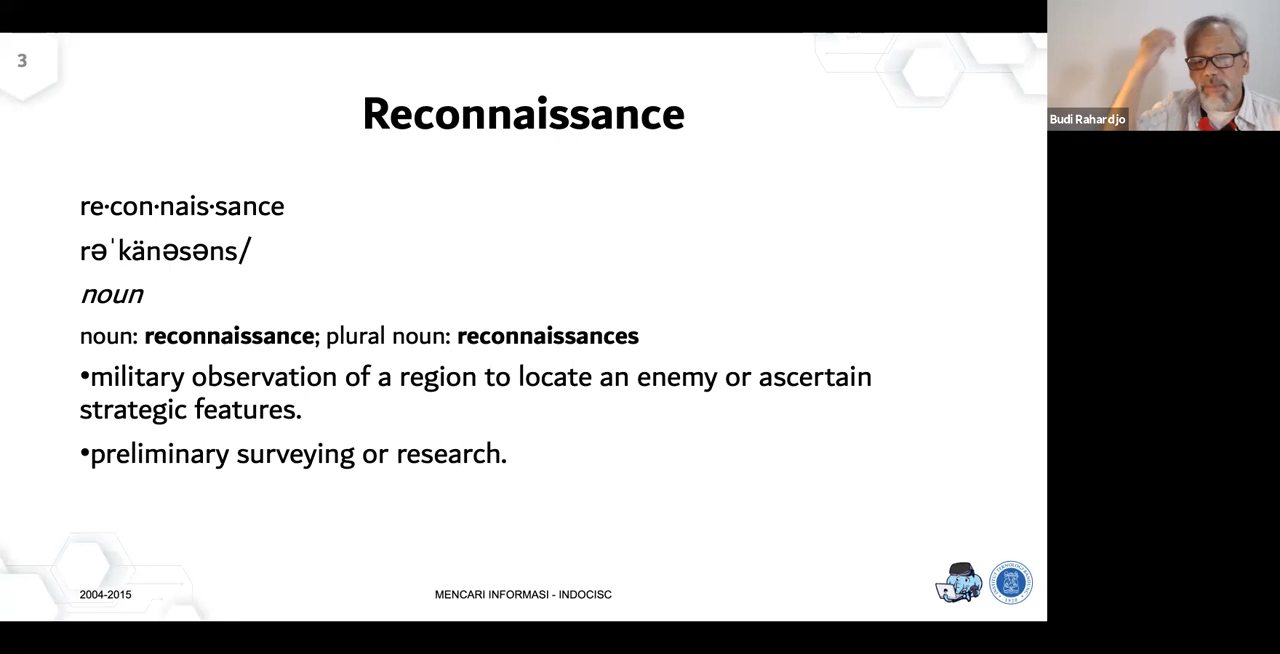 3
Reconnaissance
re·con·nais·sance
rəˈkänəsəns/
noun
noun: reconnaissance; plural noun: reconnaissances
•military observation of a region to locate an enemy or ascertain
strategic features.
•preliminary surveying or research.
2004-2015
MENCARI INFORMASI - INDOCISC
Budi Rahardjo